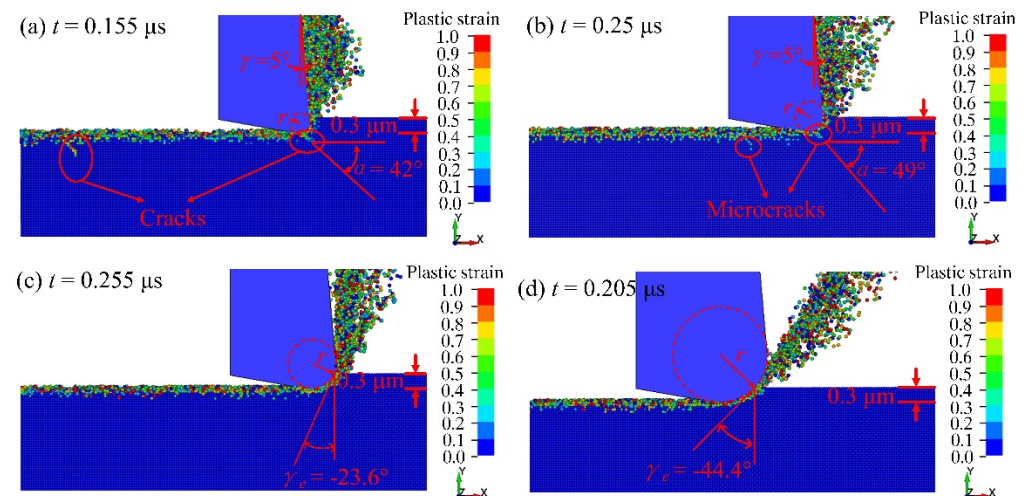 (a) t = 0.155 μs
γ=5°
r
0.3 μm
a = 42°
Cracks
Plastic strain
1.0
0.9
0.8
0.7
0.6
0.5
0.4
0.3
0.2
0.1
0.0
Y
Z
X
(b) t = 0.25 μs
γ=5°
r
0.3 μm
a = 49°
Microcracks
Plastic strain
1.0
0.9
0.8
0.7
0.6
0.5
0.4
0.3
0.2
0.1
0.0
Y
Z
X
(c) t = 0.255 μs
r
0.3 μm
γe = -23.6°
Plastic strain
1.0
0.9
0.8
0.7
0.6
0.5
0.4
0.3
0.2
0.1
0.0
Y
Z
X
(d) t = 0.205 μs
r
0.3 μm
γe = -44.4°
Plastic strain
1.0
0.9
0.8
0.7
0.6
0.5
0.4
0.3
0.2
0.1
0.0
Y
Z
X